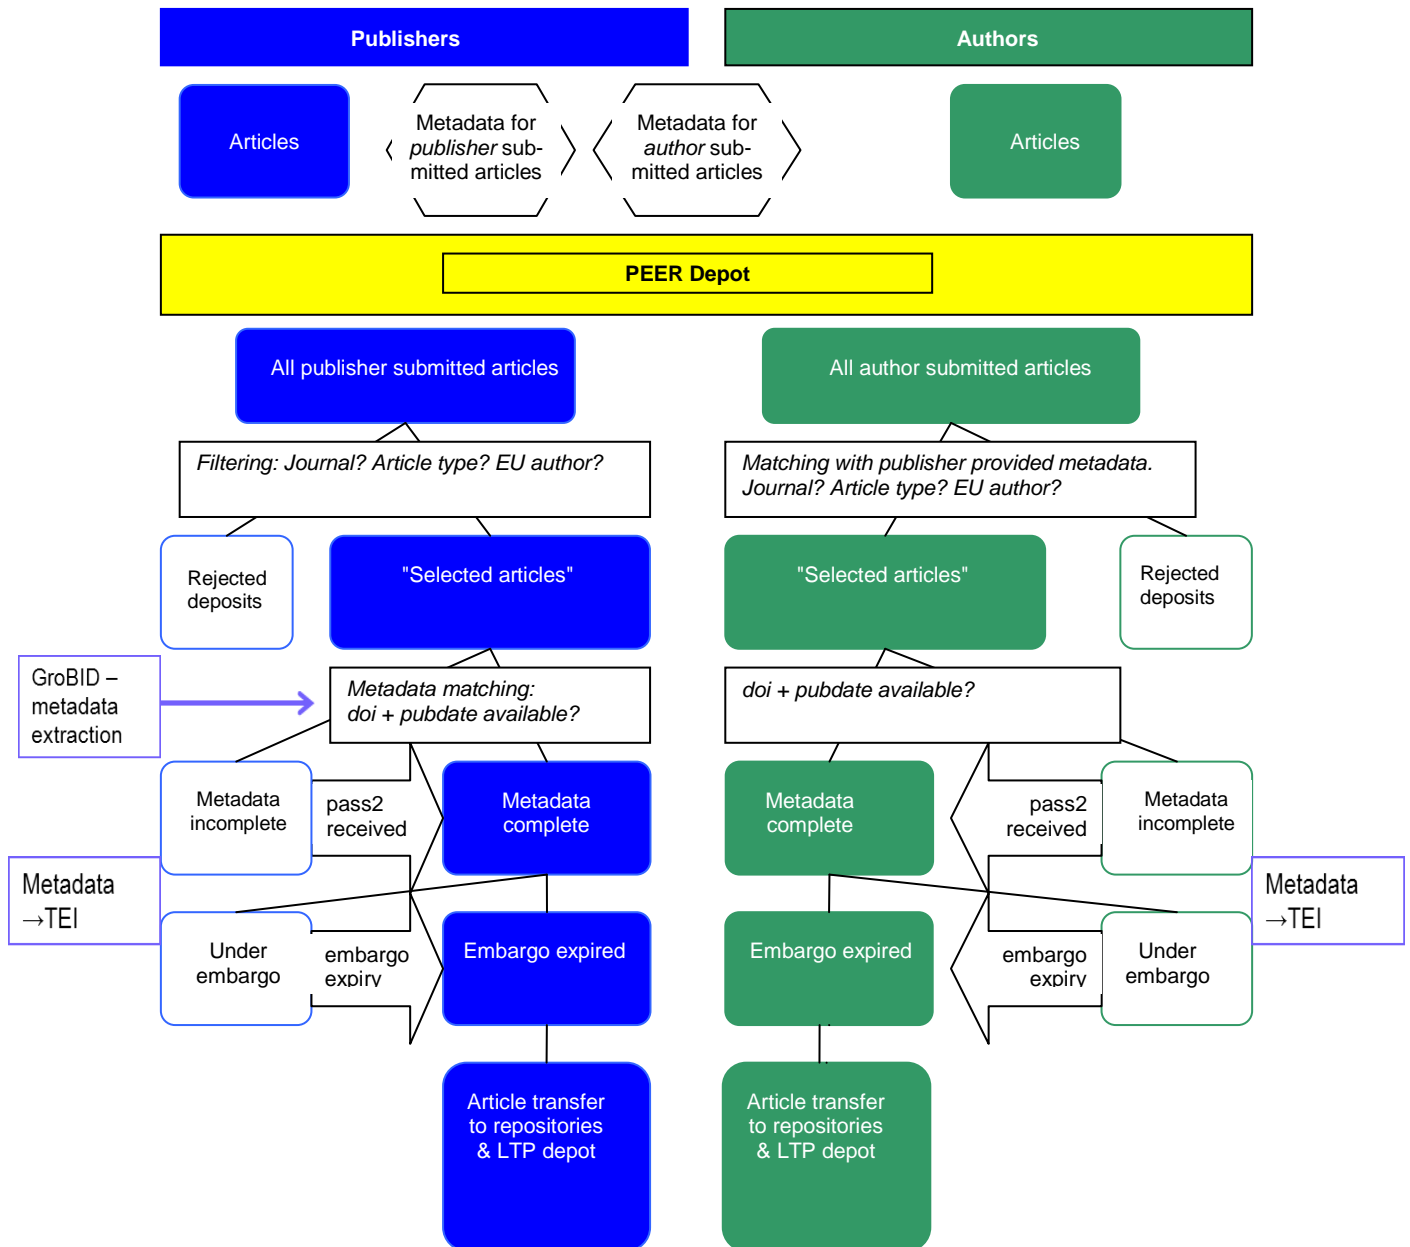 Publishers
Authors
Articles
Metadata for
publisher sub-
mitted articles
Metadata for
author sub-
mitted articles
Articles
PEER Depot
All publisher submitted articles
All author submitted articles
Filtering: Journal? Article type? EU author?
Matching with publisher provided metadata.
Journal? Article type? EU author?
Rejected
deposits
"Selected articles"
"Selected articles"
Rejected
deposits
GroBID –
metadata
extraction
Metadata matching:
doi + pubdate available?
doi + pubdate available?
Metadata
incomplete
pass2
received
Metadata
complete
Metadata
complete
pass2
received
Metadata
incomplete
Metadata
→TEI
Metadata
→TEI
Under
embargo
embargo
expiry
Embargo expired
Embargo expired
embargo
expiry
Under
embargo
Article transfer
to repositories
& LTP depot
Article transfer
to repositories
& LTP depot